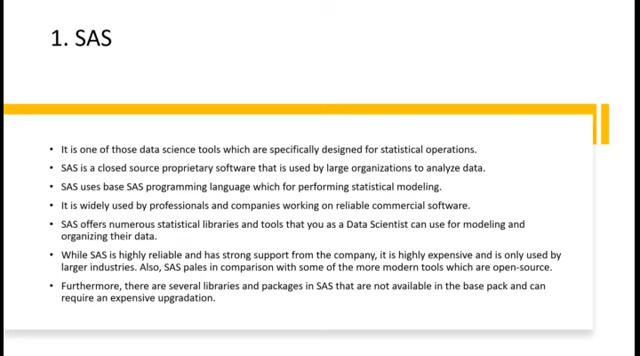 1. SAS
• It is one of those data science tools which are specifically designed for statistical operations.
• SAS is a closed source proprietary software that is used by large organizations to analyze data.
• SAS uses base SAS programming language which for performing statistical modeling.
• It is widely used by professionals and companies working on reliable commercial software.
• SAS offers numerous statistical libraries and tools that you as a Data Scientist can use for modeling and
organizing their data.
• While SAS is highly reliable and has strong support from the company, it is highly expensive and is only used by
larger industries. Also, SAS pales in comparison with some of the more modern tools which are open-source.
• Furthermore, there are several libraries and packages in SAS that are not available in the base pack and can
require an expensive upgradation.